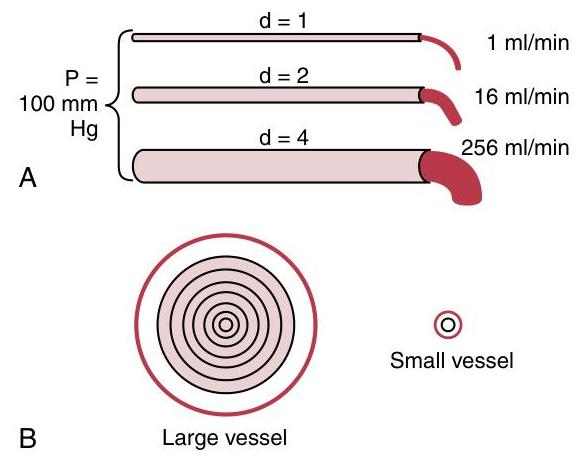 d = 1
1 ml/min
P =
100 mm
Hg
d = 2
16 ml/min
d = 4
256 ml/min
A
Small vessel
B
Large vessel